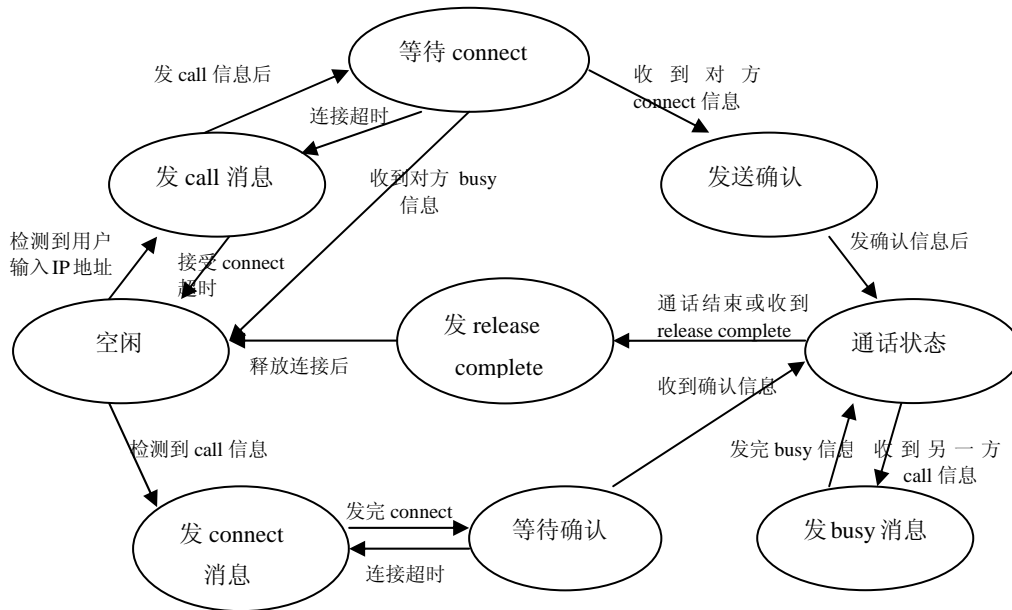 等待 connect
发 call 信息后
收到对方
connect 信息
连接超时
发 call 消息
收到对方 busy
信息
发送确认
检测到用户
输入 IP 地址
接受 connect
超时
发确认信息后
空闲
发 release
complete
通话结束或收到
release complete
通话状态
释放连接后
收到确认信息
检测到 call 信息
发完 busy 信息
收到另一方
call 信息
发 connect
消息
发完 connect
连接超时
等待确认
发 busy 消息